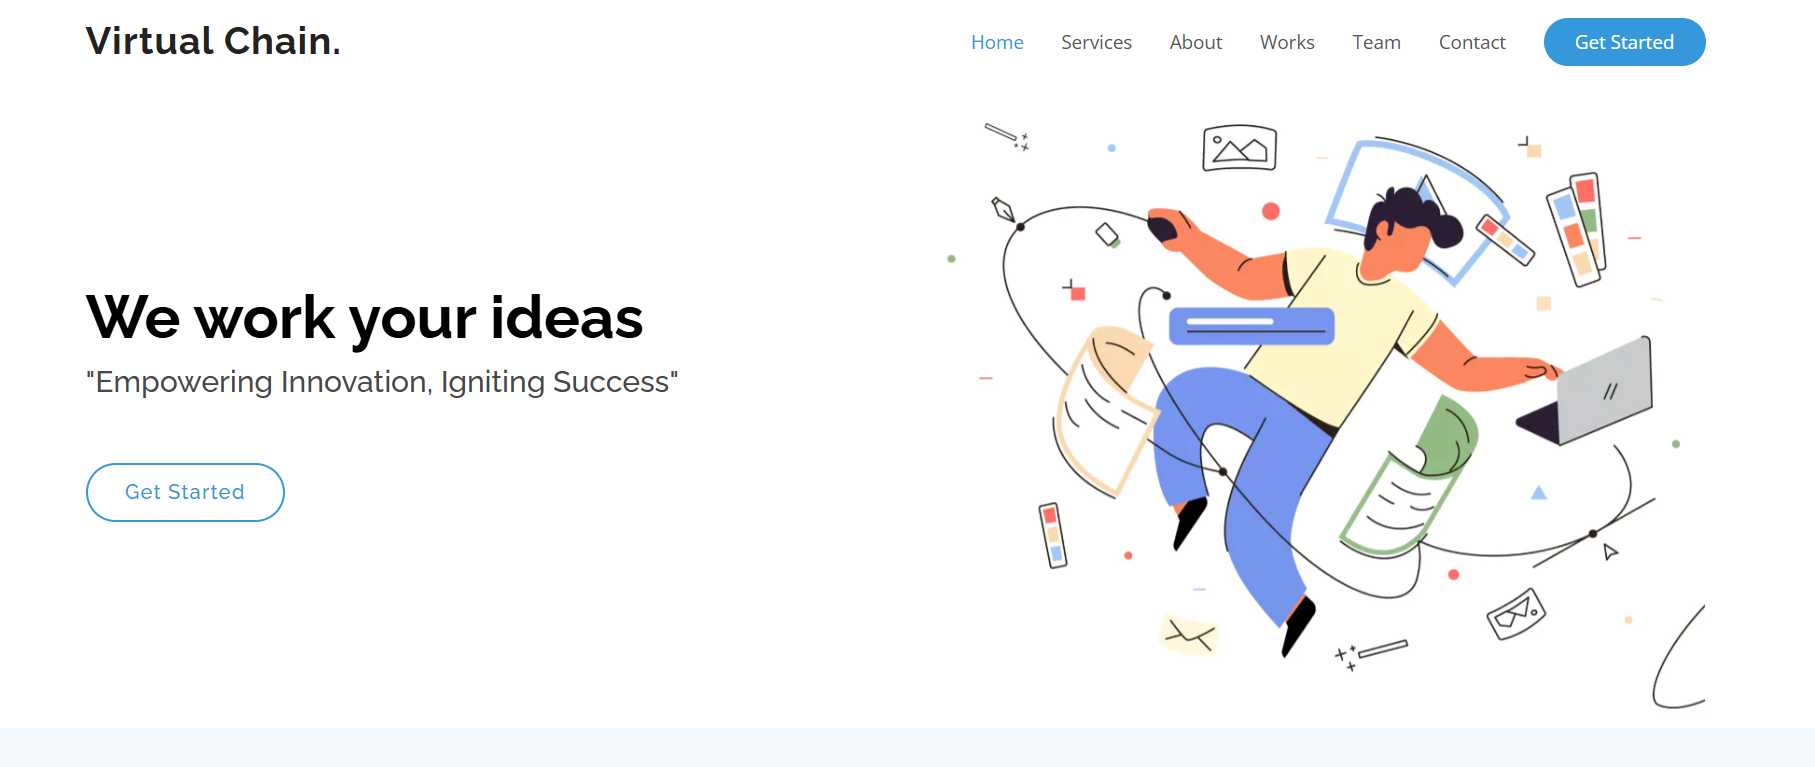 Virtual Chain.
Home Services About Works Team Contact Get Started
We work your ideas
"Empowering Innovation, Igniting Success"
Get Started